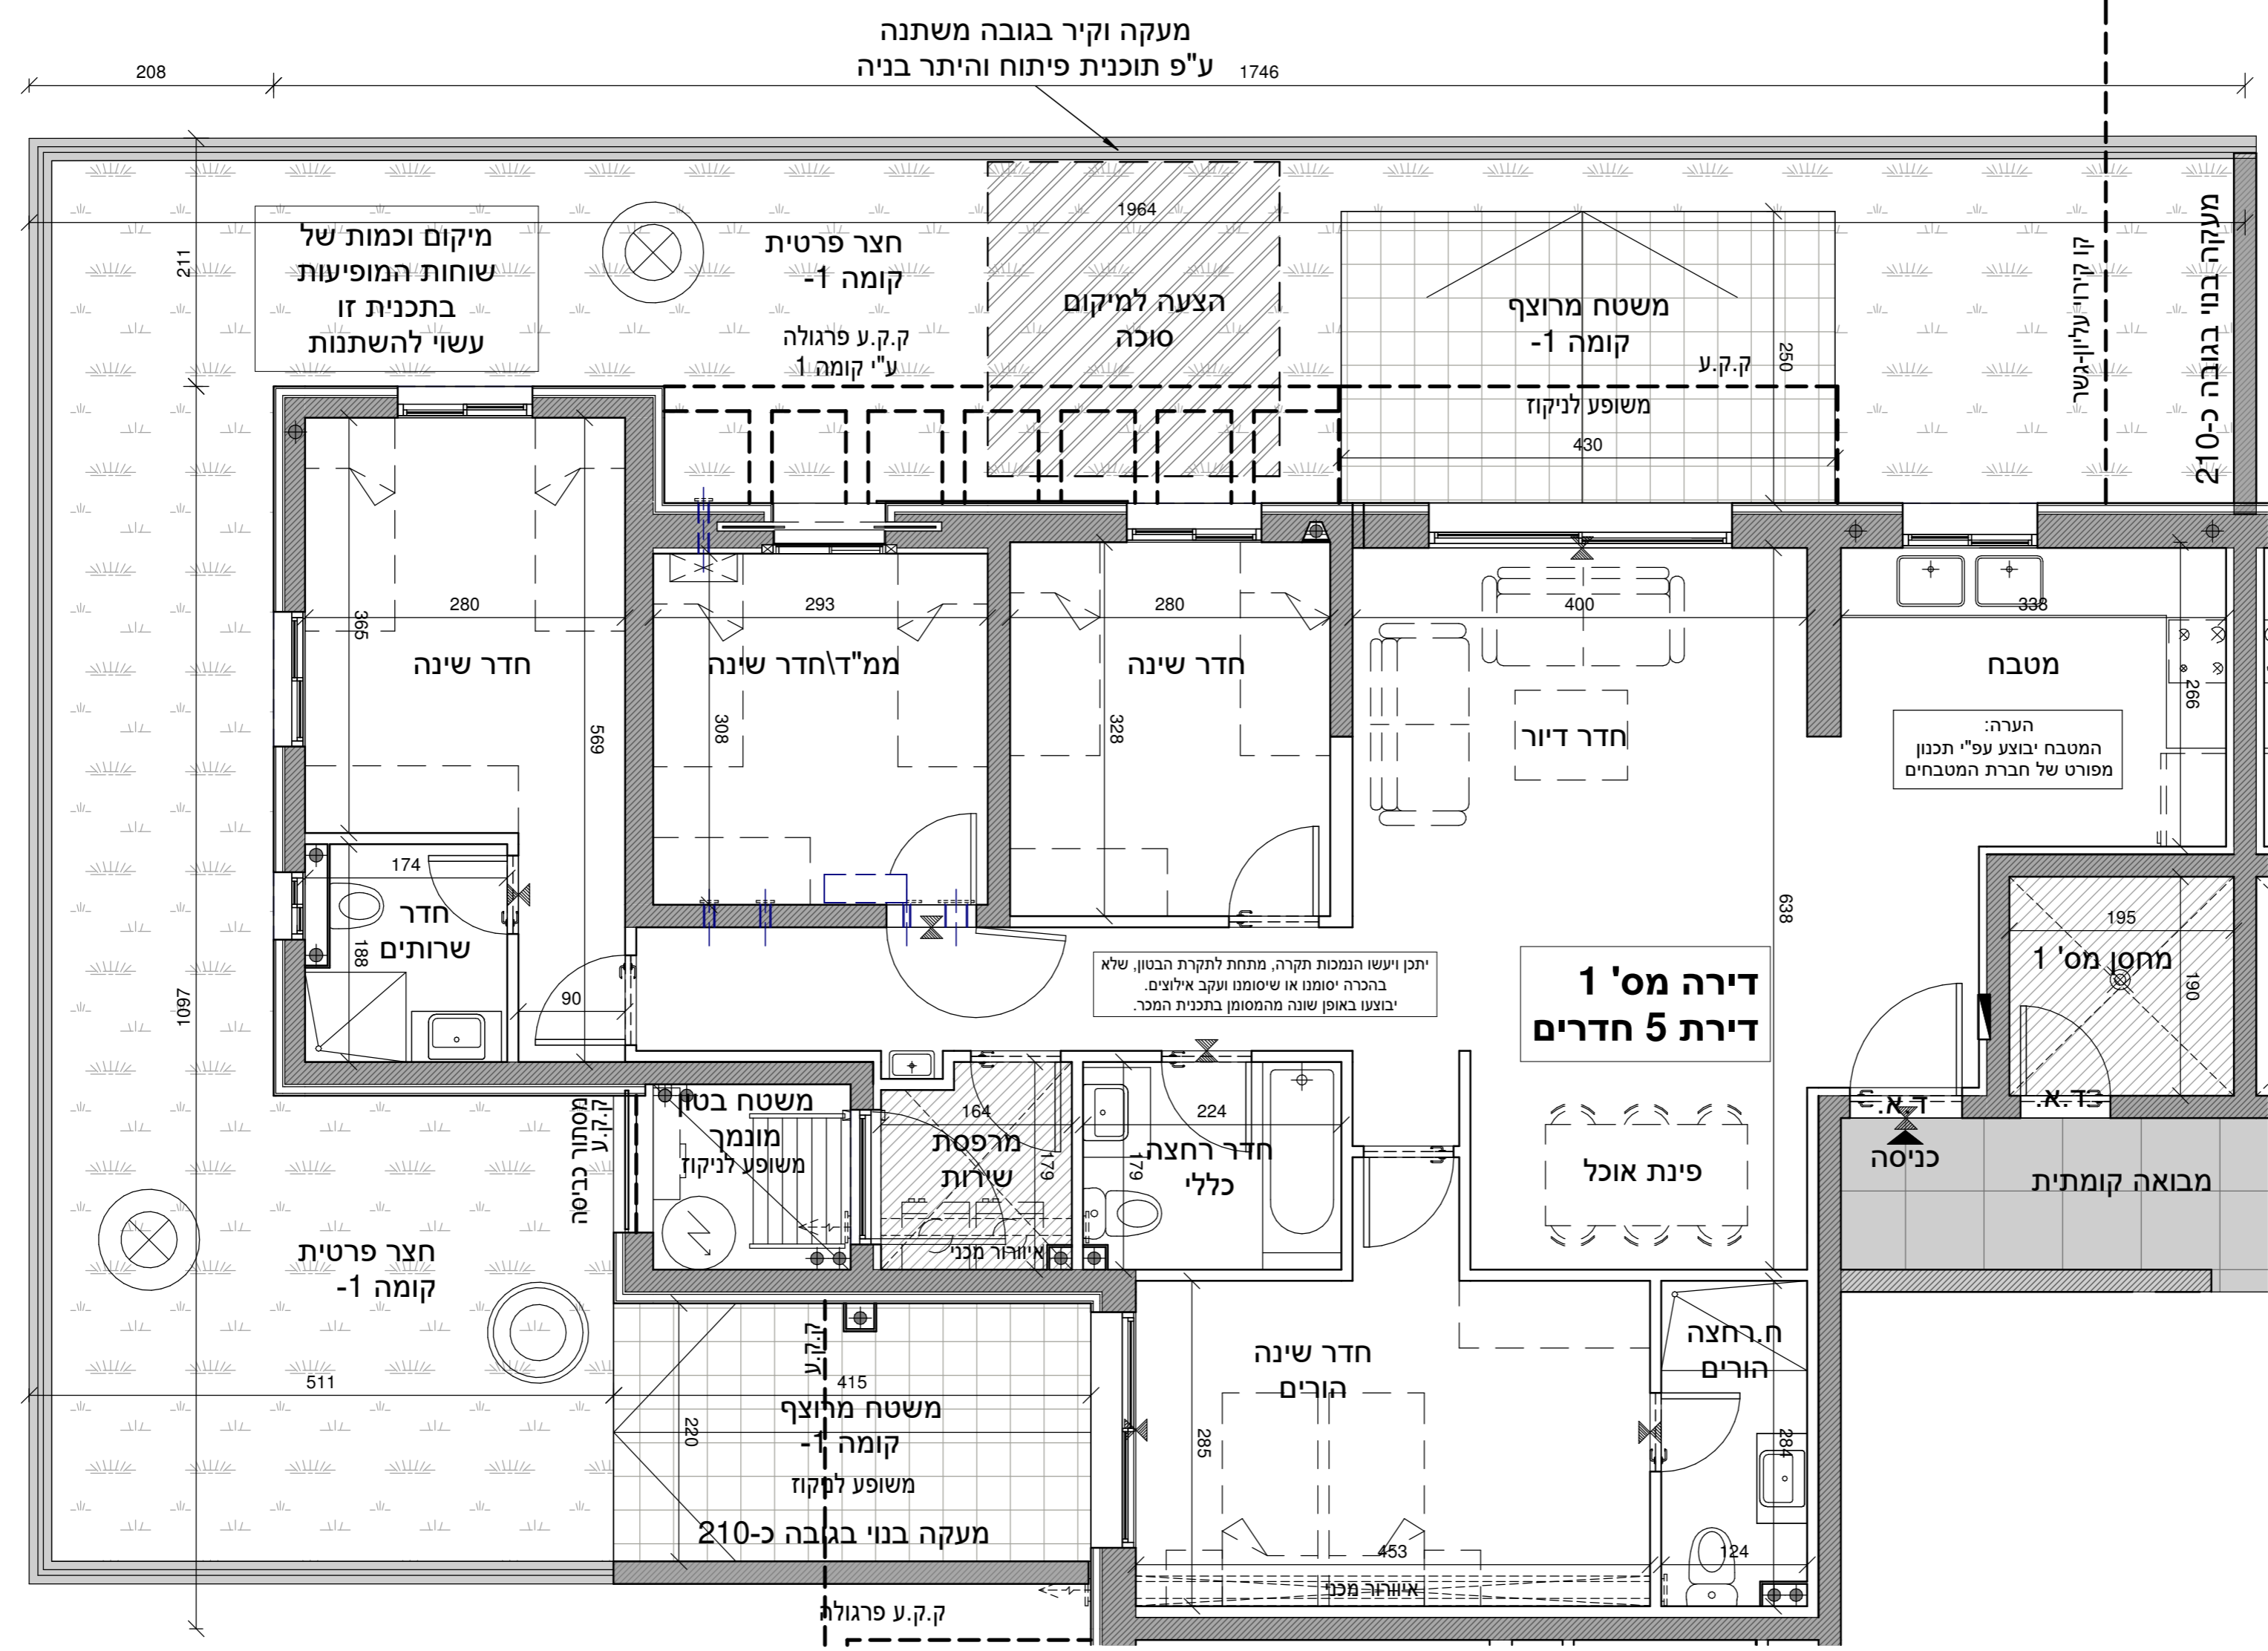 מעקה וקיר בגובה משתנה
ע"פ תוכנית פיתוח והיתר בניה
208
1746
1964
211
מיקום וכמות של
שוחות המופיעות
בתכנית זו
עשוי להשתנות
חצר פרטית
קומה 1-
ק.ק.ע פרגולה
ע"י קומה 1
הצעה למיקום
סוכה
משטח מרוצף
קומה 1-
ק.ק.ע
משופע לניקוז
250
430
קו קירוי עליון-גשר
מעקה בנוי בגובה כ-210
280
365
569
חדר שינה
293
308
ממ"ד\חדר שינה
280
328
חדר שינה
400
חדר דיור
338
266
מטבח
הערה:
המטבח יבוצע עפ"י תכנון
מפורט של חברת המטבחים
174
188
חדר
שרותים
90
1097
יתכן ויעשו הנמכות תקרה, מתחת לתקרת הבטון, שלא
בהכרה יסומנו או שיסומנו ועקב אילוצים.
יבוצעו באופן שונה מהמסומן בתכנית המכר.
638
דירה מס' 1
דירת 5 חדרים
195
190
מחסן מס' 1
ד.א.
ד.א.
כניסה
מבואה קומתית
מסתור כביסה
ק.ק.ע
משטח בטון
מונמך
משופע לניקוז
164
179
מרפסת
שירות
איוורור מכני
224
179
חדר רחצה
כללי
פינת אוכל
חצר פרטית
קומה 1-
511
415
220
ק.ק.ע
משטח מרוצף
קומה 1-
משופע לניקוז
מעקה בנוי בגובה כ-210
ק.ק.ע פרגולה
חדר שינה
הורים
285
453
איוורור מכני
ח.רחצה
הורים
284
124